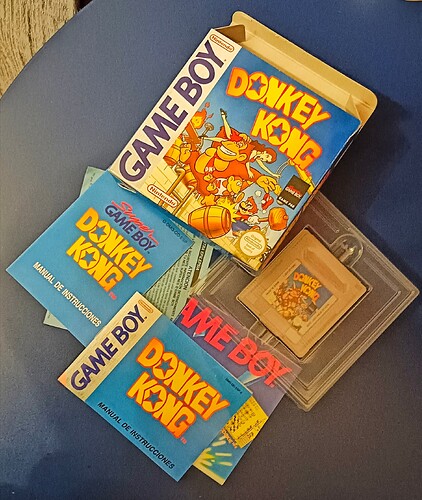 Nintendo
GAME BOY
Nintendo
DONKEY
KONG
Super
GAME BOY
DONKEY
KONG
MANUAL DE INSTRUCCIONES
GAME BOY
DONKEY
KONG
MANUAL DE INSTRUCCIONES
AME BOY
DONKEY
KONG